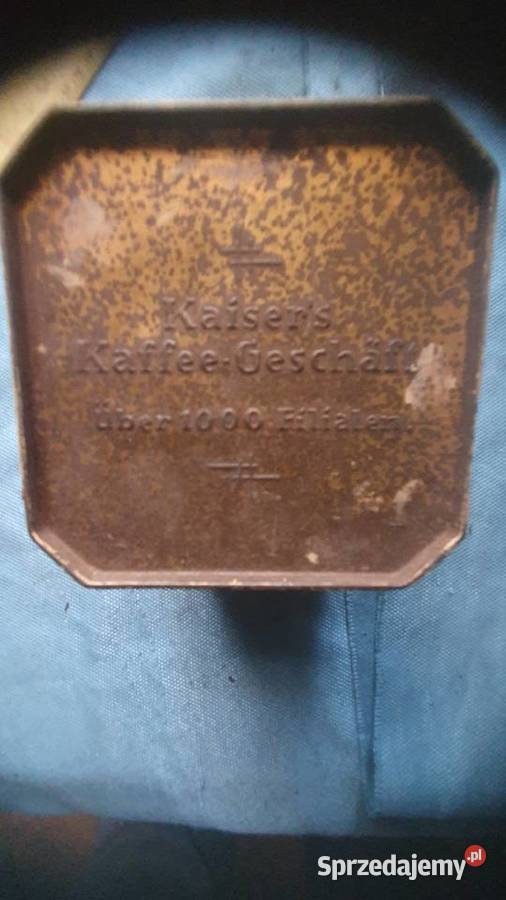 Kaiser's
Kaffee-Geschäft
über 1000 Filialen.
Sprzedajemy.pl